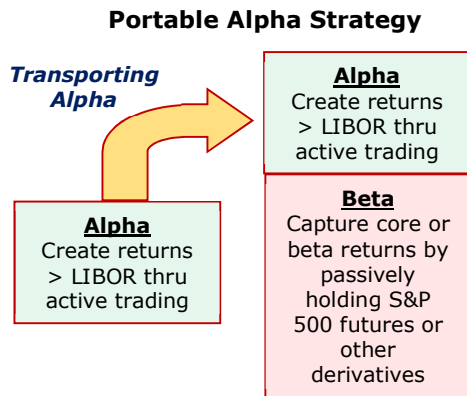 Portable Alpha Strategy
Transporting
Alpha
Alpha
Create returns
> LIBOR thru
active trading
Alpha
Create returns
> LIBOR thru
active trading
Beta
Capture core or
beta returns by
passively
holding S&P
500 futures or
other
derivatives